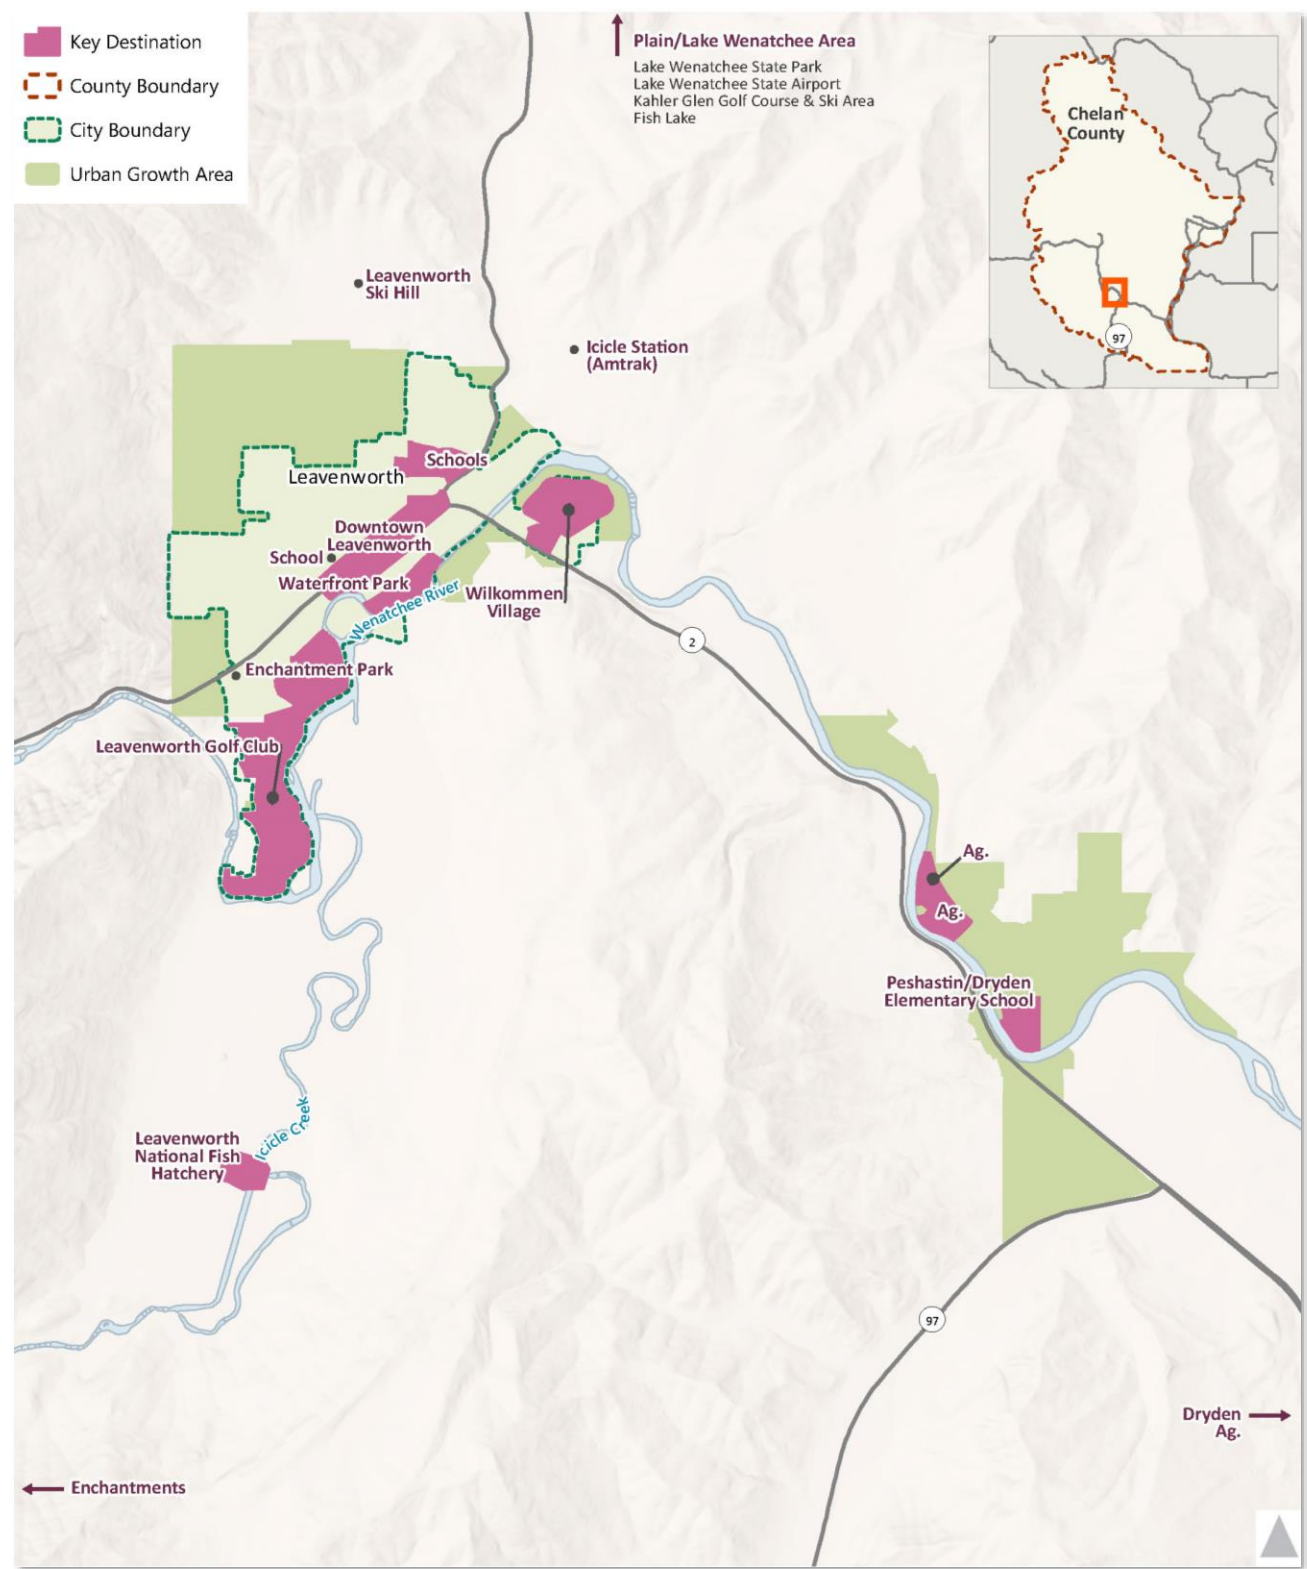 Key Destination
County Boundary
City Boundary
Urban Growth Area
Plain/Lake Wenatchee Area
Lake Wenatchee State Park
Lake Wenatchee State Airport
Kahler Glen Golf Course & Ski Area
Fish Lake
Chelan
County
97
Leavenworth
Ski Hill
Icicle Station
(Amtrak)
Schools
Leavenworth
Downtown
Leavenworth
School
Waterfront Park
Wenatchee River
Wilkommen
Village
2
Enchantment Park
Leavenworth Golf Club
Ag.
Ag.
Peshastin/Dryden
Elementary School
Icicle Creek
Leavenworth
National Fish
Hatchery
97
Dryden
Ag.
Enchantments